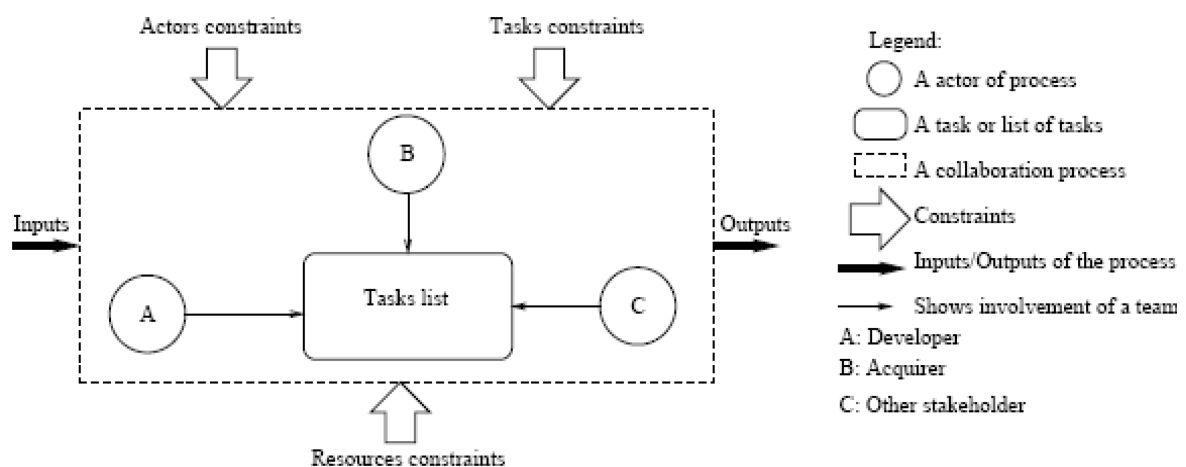 Actors constraints
Tasks constraints
B
Inputs
Outputs
A
Tasks list
C
Resources constraints
Legend:
A actor of process
A task or list of tasks
A collaboration process
Constraints
Inputs/Outputs of the process
Shows involvement of a team
A: Developer
B: Acquirer
C: Other stakeholder